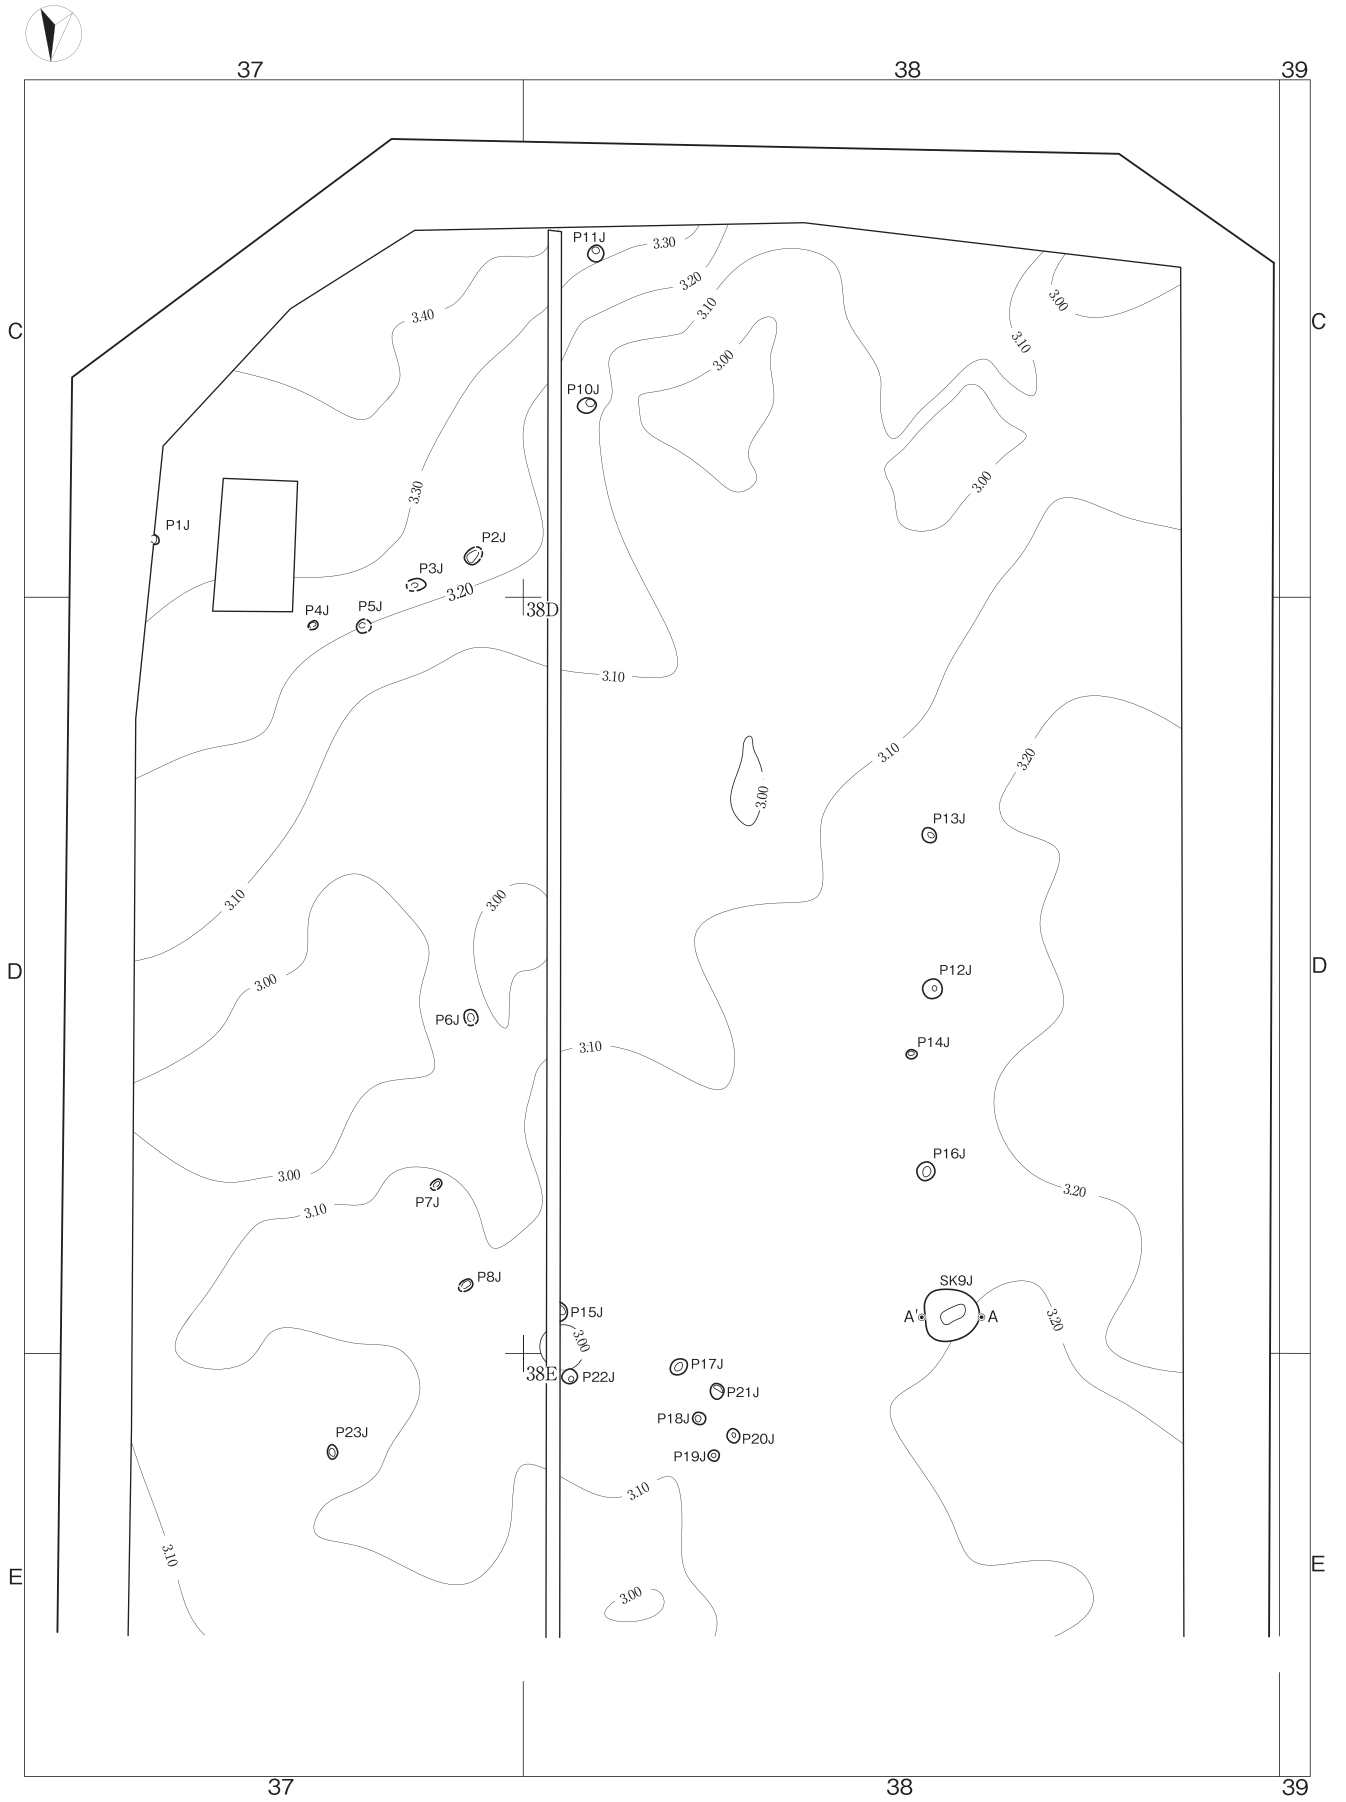 37 38 39
P11J
3.30
3.20
3.10
3.00
3.40
C C
3.10
3.00
P10J
3.00
3.30
P1J
P2J
P3J
3.20
P4J P5J
38D
3.10
3.10
3.20
3.00
P13J
3.10
3.00
D D
P12J
3.00
P6J
P14J
3.10
P16J
3.00
3.20
P7J
3.10
P8J
SK9J
P15J
A' A
3.20
3.00
P17J
38E
P22J
P21J
P18J
P23J
P20J
P19J
3.10
3.10
E E
3.00
37 38 39